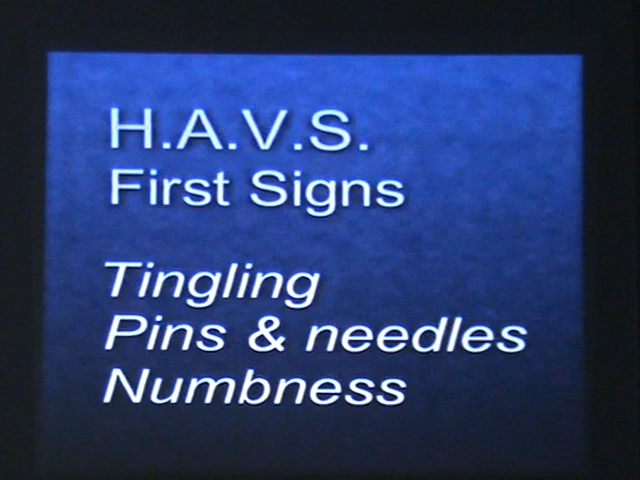 H.A.V.S.
First Signs
Tingling
Pins & needles
Numbness